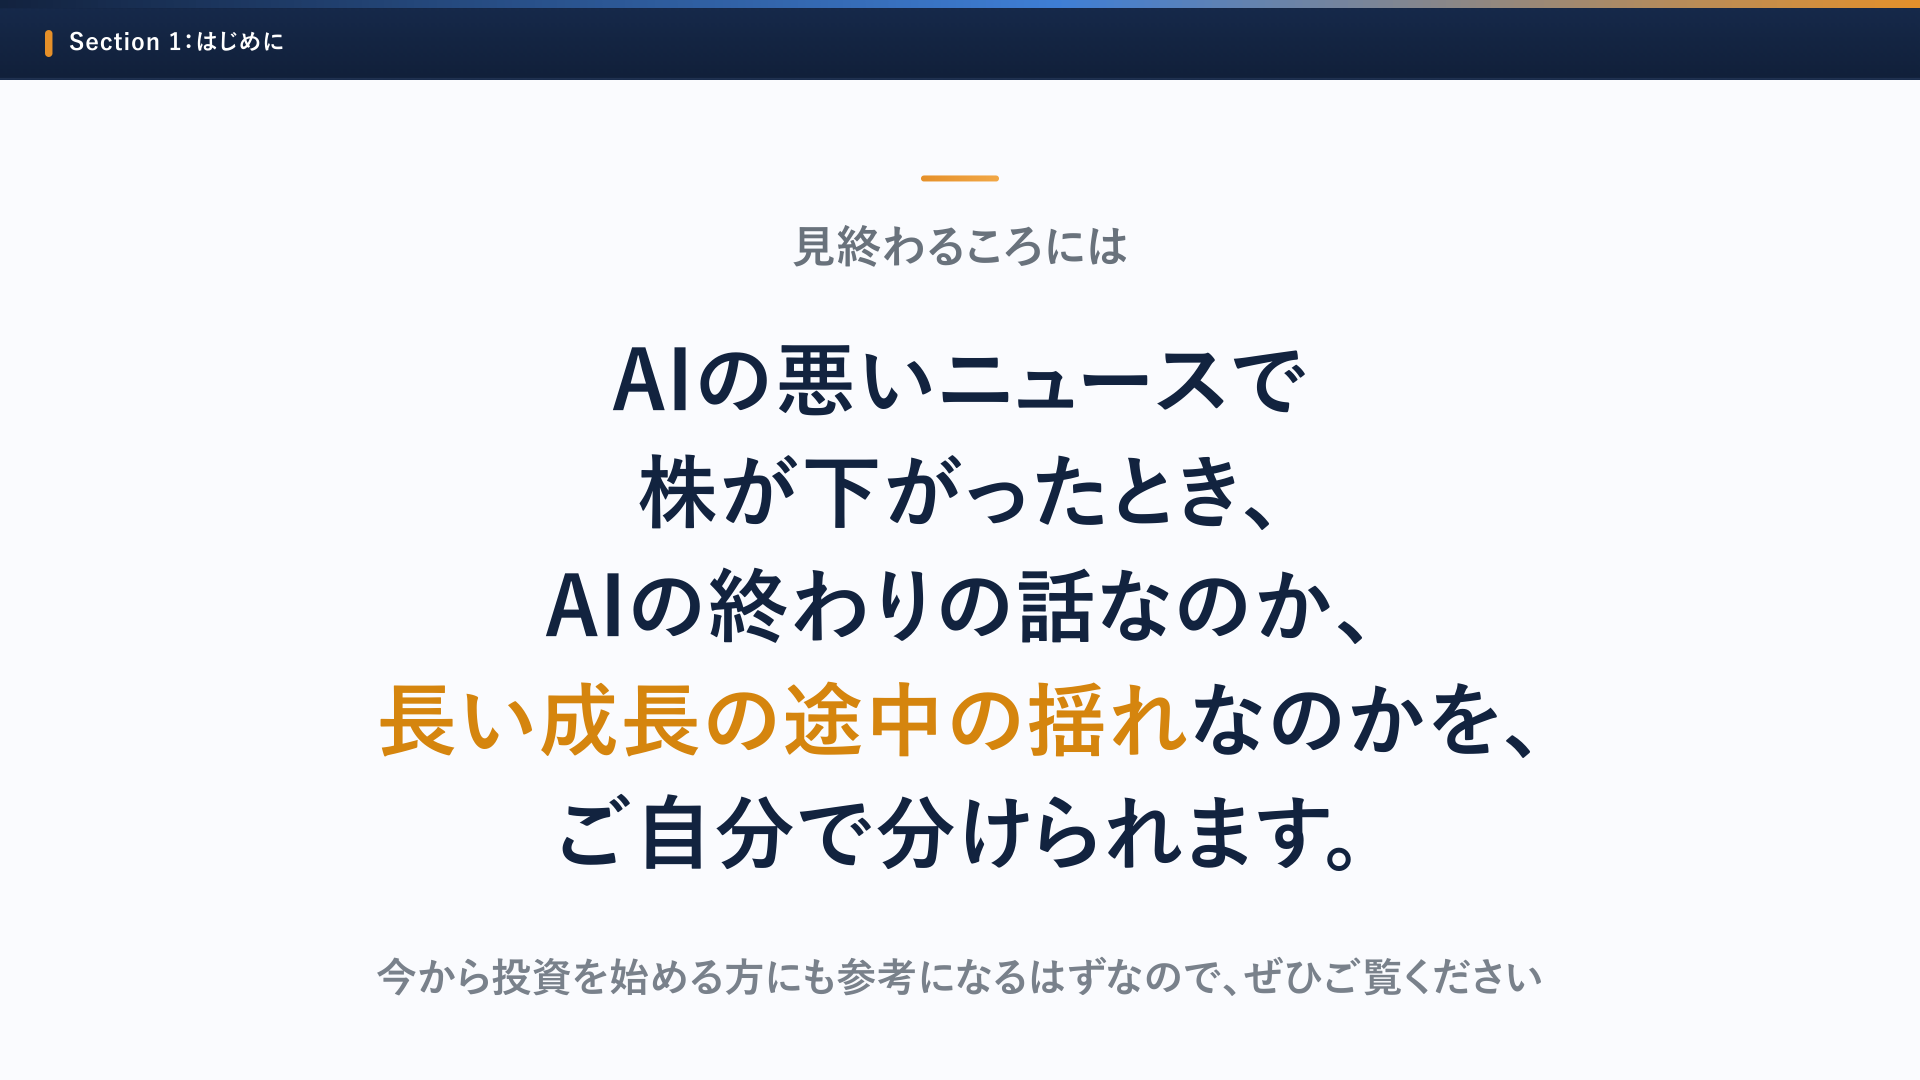 Section 1：はじめに
見終わるころには
AIの悪いニュースで
株が下がったとき、
AIの終わりの話なのか、
長い成長の途中の揺れなのかを、
ご自分で分けられます。
今から投資を始める方にも参考になるはずなので、ぜひご覧ください